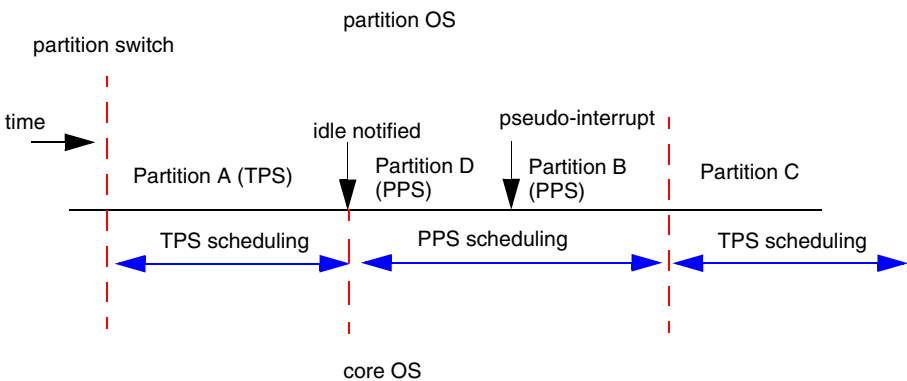 partition OS
partition switch
time
idle notified
pseudo-interrupt
Partition A (TPS)
Partition D
(PPS)
Partition B
(PPS)
Partition C
TPS scheduling
PPS scheduling
TPS scheduling
core OS